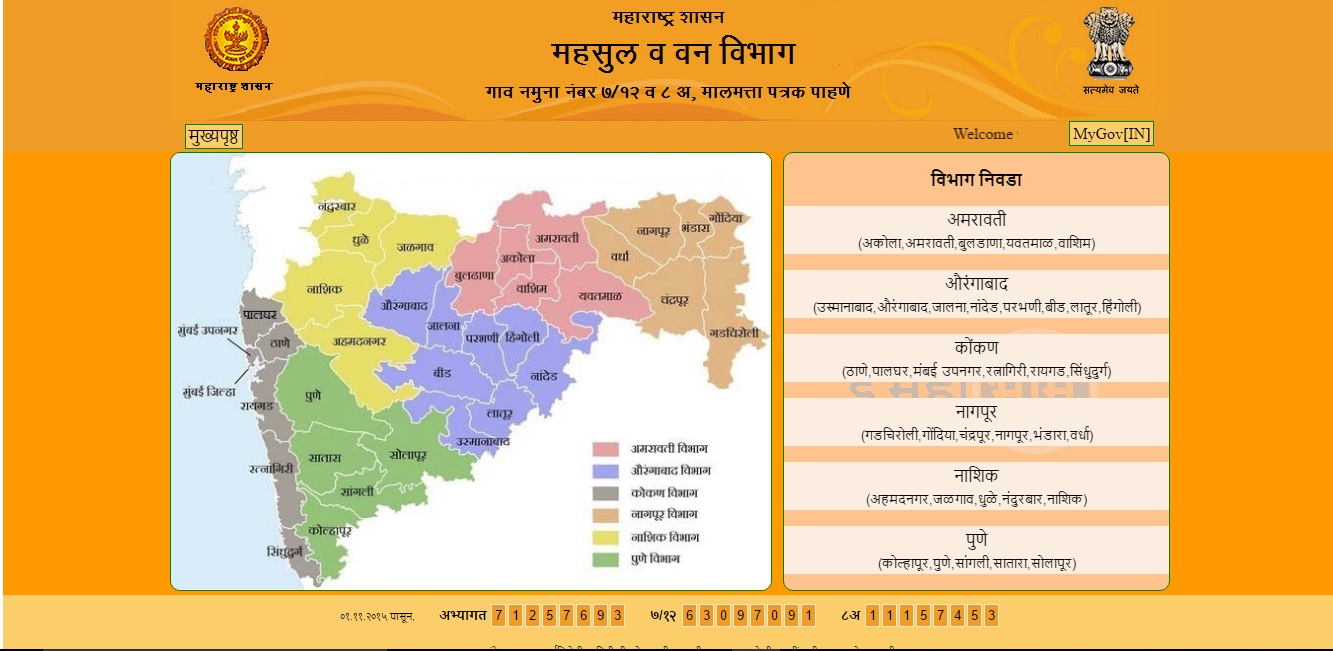 महाराष्ट्र शासन
महसुल व वन विभाग
गाव नमुना नंबर ७/१२ व ८ अ, मालमत्ता पत्रक पाहणे
महाराष्ट्र शासन
सत्यमेव जयते
मुख्यपृष्ठ
Welcome
MyGov[IN]
नंदुरबार
धुळे
जळगाव
नाशिक
अहमदनगर
अमरावती
अकोला
बुलढाणा
वाशिम
यवतमाळ
नागपूर
भंडारा
गोंदिया
वर्धा
चंद्रपूर
गडचिरोली
औरंगाबाद
जालना
परभणी
हिंगोली
बीड
नांदेड
लातूर
उस्मानाबाद
पालघर
मुंबई उपनगर
ठाणे
मुंबई जिल्हा
रायगड
रत्नागिरी
सिंधुदुर्ग
पुणे
सातारा
सोलापूर
सांगली
कोल्हापूर
अमरावती विभाग
औरंगाबाद विभाग
कोकण विभाग
नागपूर विभाग
नाशिक विभाग
पुणे विभाग
विभाग निवडा
अमरावती
(अकोला,अमरावती,बुलडाणा,यवतमाळ,वाशिम)
औरंगाबाद
(उस्मानाबाद,औरंगाबाद,जालना,नांदेड,परभणी,बीड,लातूर,हिंगोली)
कोंकण
(ठाणे,पालघर,मंबई उपनगर,रत्नागिरी,रायगड,सिंधुदुर्ग)
नागपूर
(गडचिरोली,गोंदिया,चंद्रपूर,नागपूर,भंडारा,वर्धा)
नाशिक
(अहमदनगर,जळगाव,धुळे,नंदुरबार,नाशिक)
पुणे
(कोल्हापूर,पुणे,सांगली,सातारा,सोलापूर)
०१.११.२०१५ पासून. अभ्यागत 7 1 2 5 7 6 9 3 ७/१२ 6 3 0 9 7 0 9 1 ८अ 1 1 1 5 7 4 5 3